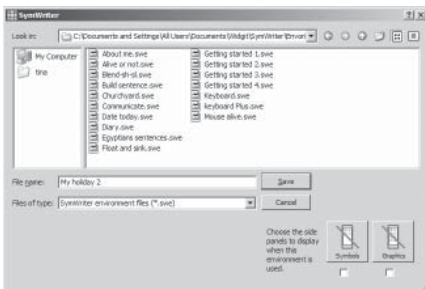 SymWriter
Look in:
C:\Documents and Settings\All Users\Documents\Widgit\SymWriter\Envori
My Computer
tina
About me.swe
Alive or not.swe
Blend-sh-sl.swe
Build sentence.swe
Churchyard.swe
Communicate.swe
Date today.swe
Diary.swe
Egyptians sentences.swe
Float and sink.swe
Getting started 1.swe
Getting started 2.swe
Getting started 3.swe
Getting started 4.swe
Keyboard.swe
keyboard Plus.swe
Mouse alive.swe
File name:
My holiday 2
Save
Files of type:
SymWriter environment files (*.swe)
Cancel
Choose the side
panels to display
when this
environment is
used.
Symbols
Graphics